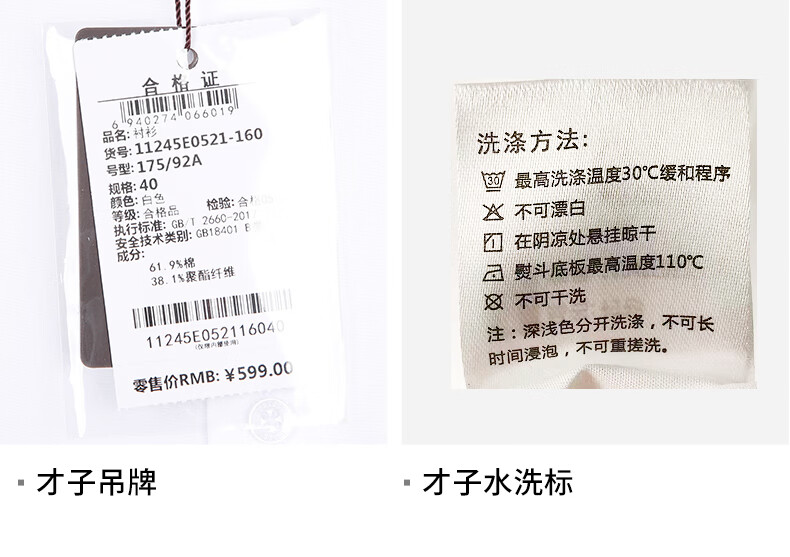 合格证
6 940274 066019
品名: 衬衫
货号: 11245E0521-160
号型: 175/92A
规格: 40
颜色: 白色
等级: 合格品 检验: 合格
执行标准: GB/T 2660-201
安全技术类别: GB18401 B
成分:
61.9%棉
38.1%聚酯纤维
11245E052116040
零售价RMB: ￥599.00
洗涤方法:
30 最高洗涤温度30℃缓和程序
不可漂白
在阴凉处悬挂晾干
熨斗底板最高温度110℃
不可干洗
注: 深浅色分开洗涤，不可长
时间浸泡，不可重搓洗。
才子吊牌
才子水洗标